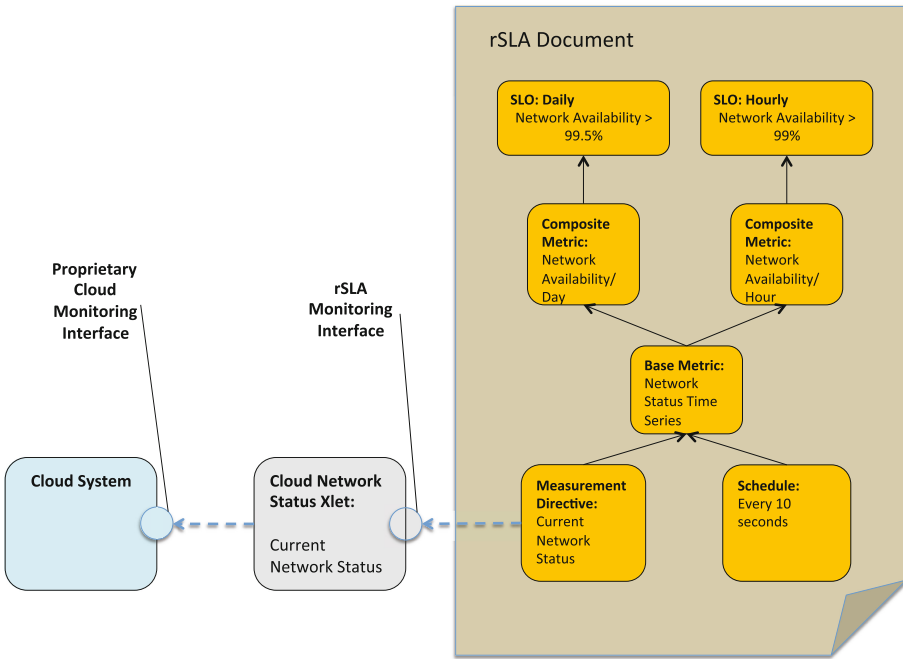 rSLA Document
SLO: Daily
Network Availability >
99.5%
SLO: Hourly
Network Availability >
99%
Composite
Metric:
Network
Availability/
Day
Composite
Metric:
Network
Availability/
Hour
Proprietary
Cloud
Monitoring
Interface
rSLA
Monitoring
Interface
Base Metric:
Network
Status Time
Series
Cloud System
Cloud Network
Status Xlet:
Current
Network Status
Measurement
Directive:
Current
Network
Status
Schedule:
Every 10
seconds